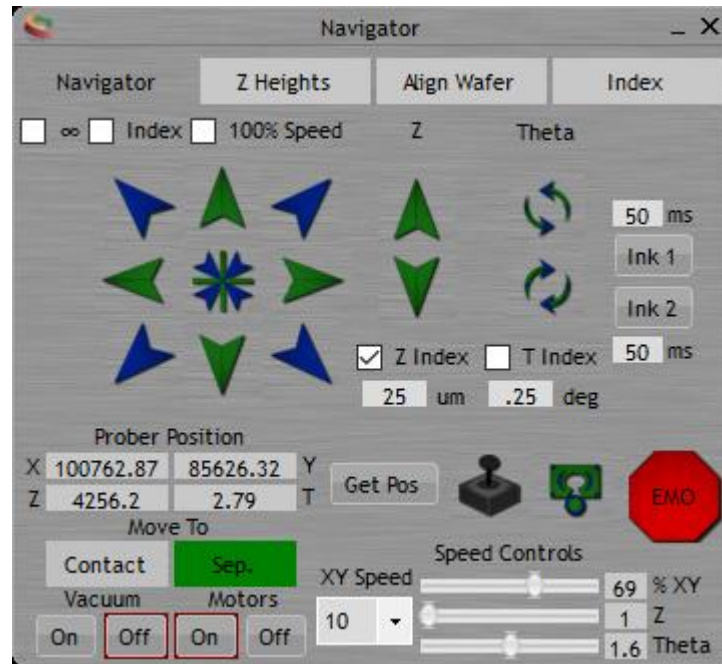 Navigator
Navigator Z Heights Align Wafer Index
∞ Index 100% Speed Z Theta
50 ms
Ink 1
Ink 2
Z Index T Index 50 ms
25 um .25 deg
Prober Position
X 100762.87 85626.32 Y
Z 4256.2 2.79 T
Get Pos
EMO
Move To
Contact Sep.
Vacuum Motors
On Off On Off
Speed Controls
XY Speed
10
69 % XY
1 Z
1.6 Theta